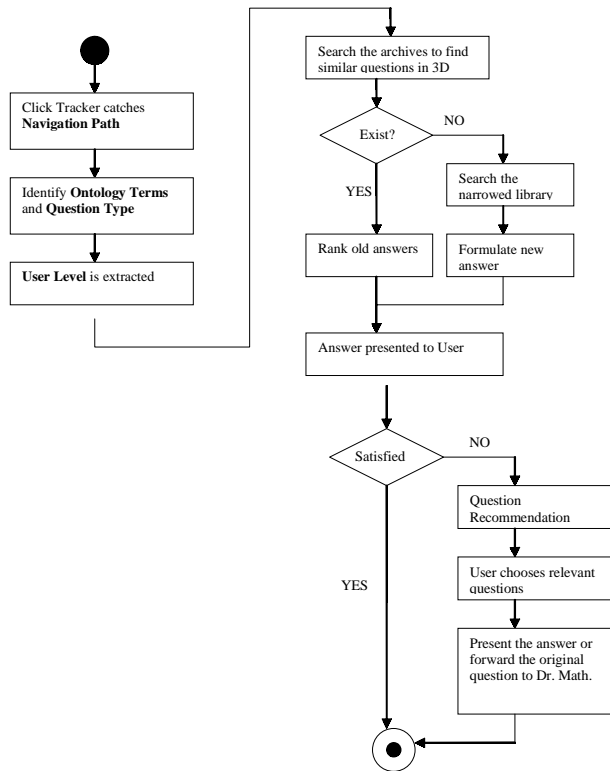 Click Tracker catches
Navigation Path
Identify Ontology Terms
and Question Type
User Level is extracted
Search the archives to find
similar questions in 3D
Exist?
NO
YES
Search the
narrowed library
Rank old answers
Formulate new
answer
Answer presented to User
Satisfied
NO
YES
Question
Recommendation
User chooses relevant
questions
Present the answer or
forward the original
question to Dr. Math.